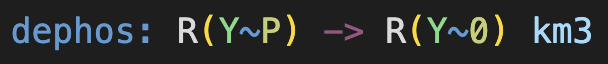 dephos: R(Y~P) -> R(Y~0) km3